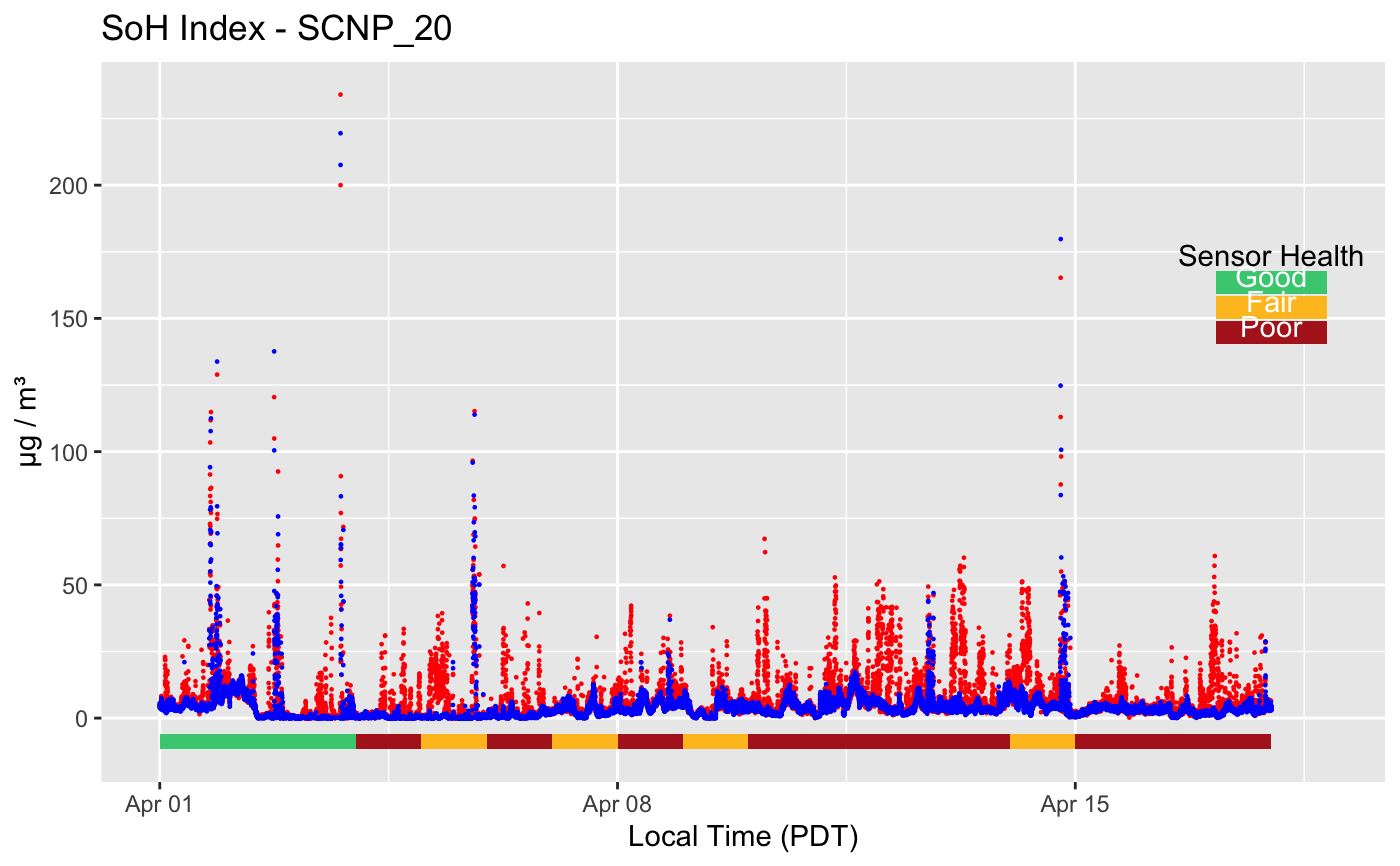 SoH Index - SCNP_20
200
150
100
50
0
µg / m³
Sensor Health
Good
Fair
Poor
Apr 01
Apr 08
Apr 15
Local Time (PDT)